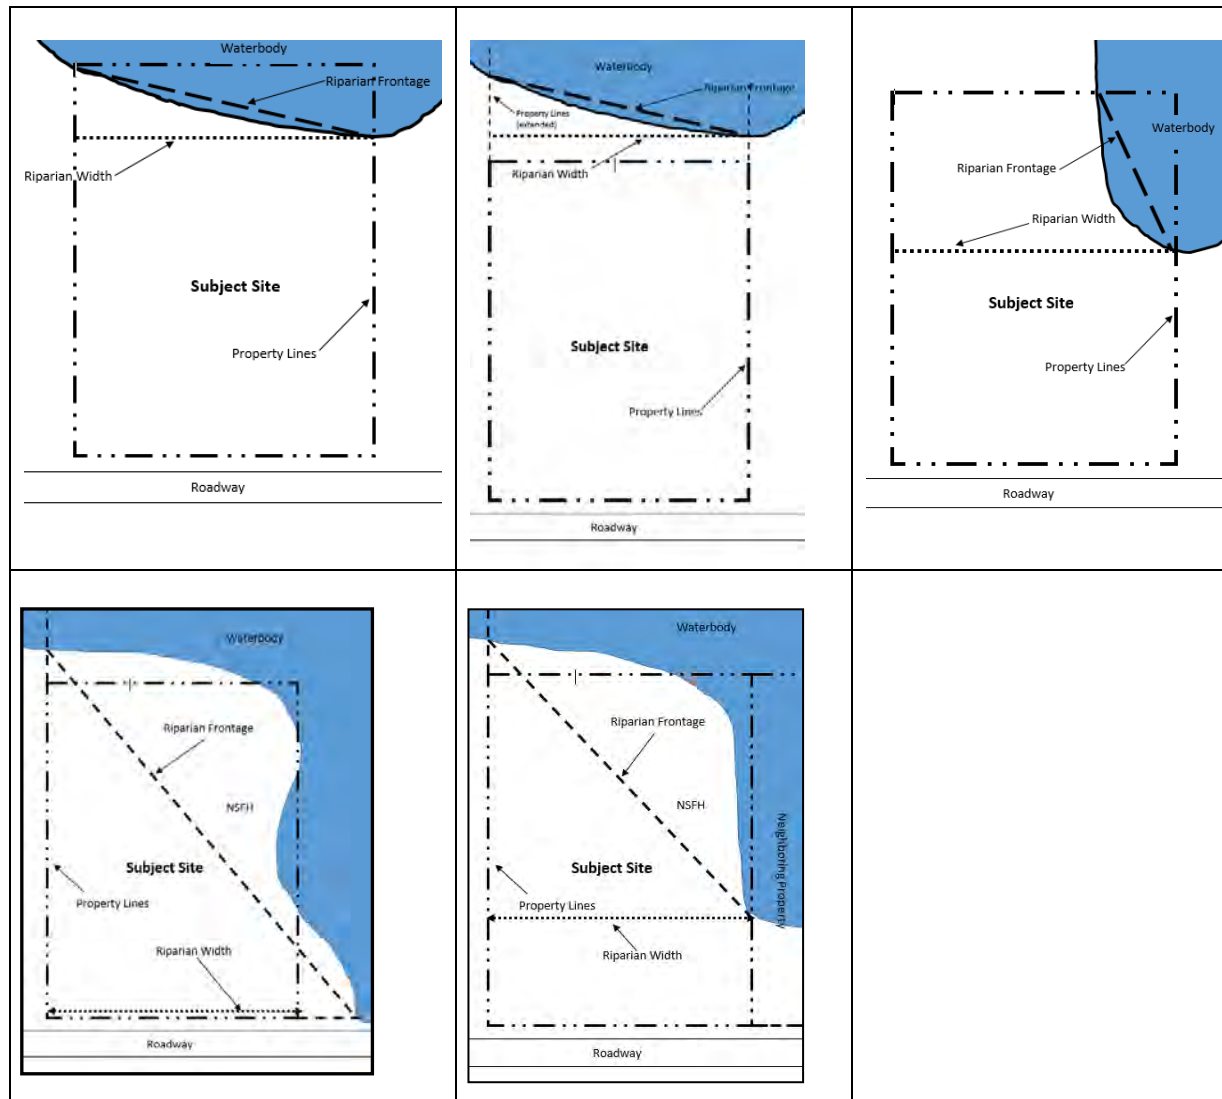 Waterbody
Riparian Frontage
Riparian Width
Subject Site
Property Lines
Roadway
Waterbody
Riparian Frontage
Property Lines
(extended)
Riparian Width
Subject Site
Property Lines
Roadway
Waterbody
Riparian Frontage
Riparian Width
Subject Site
Property Lines
Roadway
Waterbody
Riparian Frontage
NSFH
Subject Site
Property Lines
Riparian Width
Roadway
Waterbody
Riparian Frontage
NSFH
Neighboring Property
Subject Site
Property Lines
Riparian Width
Roadway